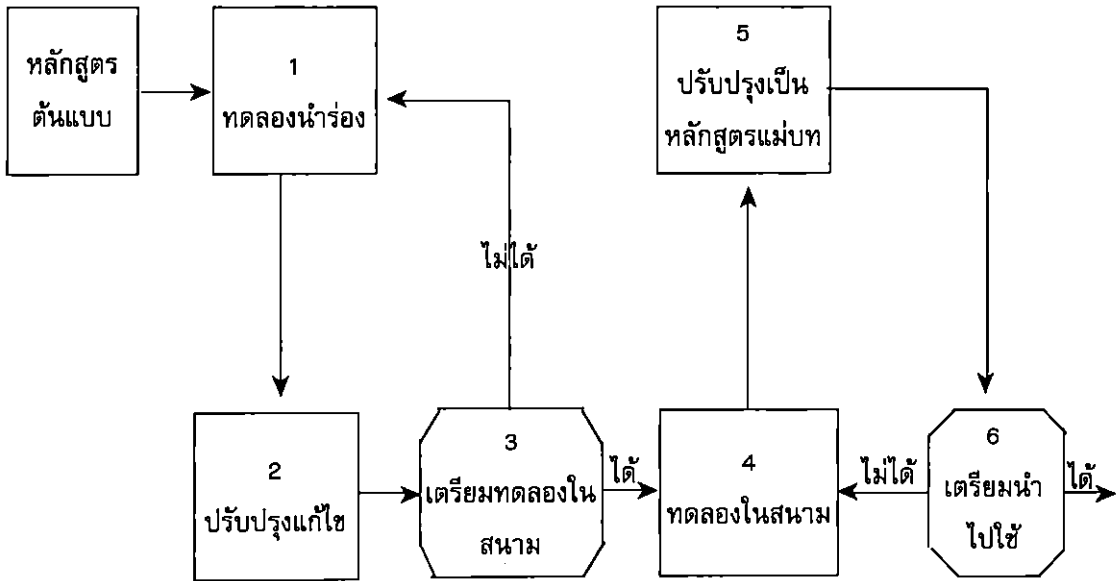 หลักสูตร
ต้นแบบ
1
ทดลองนำร่อง
5
ปรับปรุงเป็น
หลักสูตรแม่บท
ไม่ได้
2
ปรับปรุงแก้ไข
3
เตรียมทดลองใน
สนาม
ได้
4
ทดลองในสนาม
ไม่ได้
6
เตรียมนำ
ไปใช้
ได้